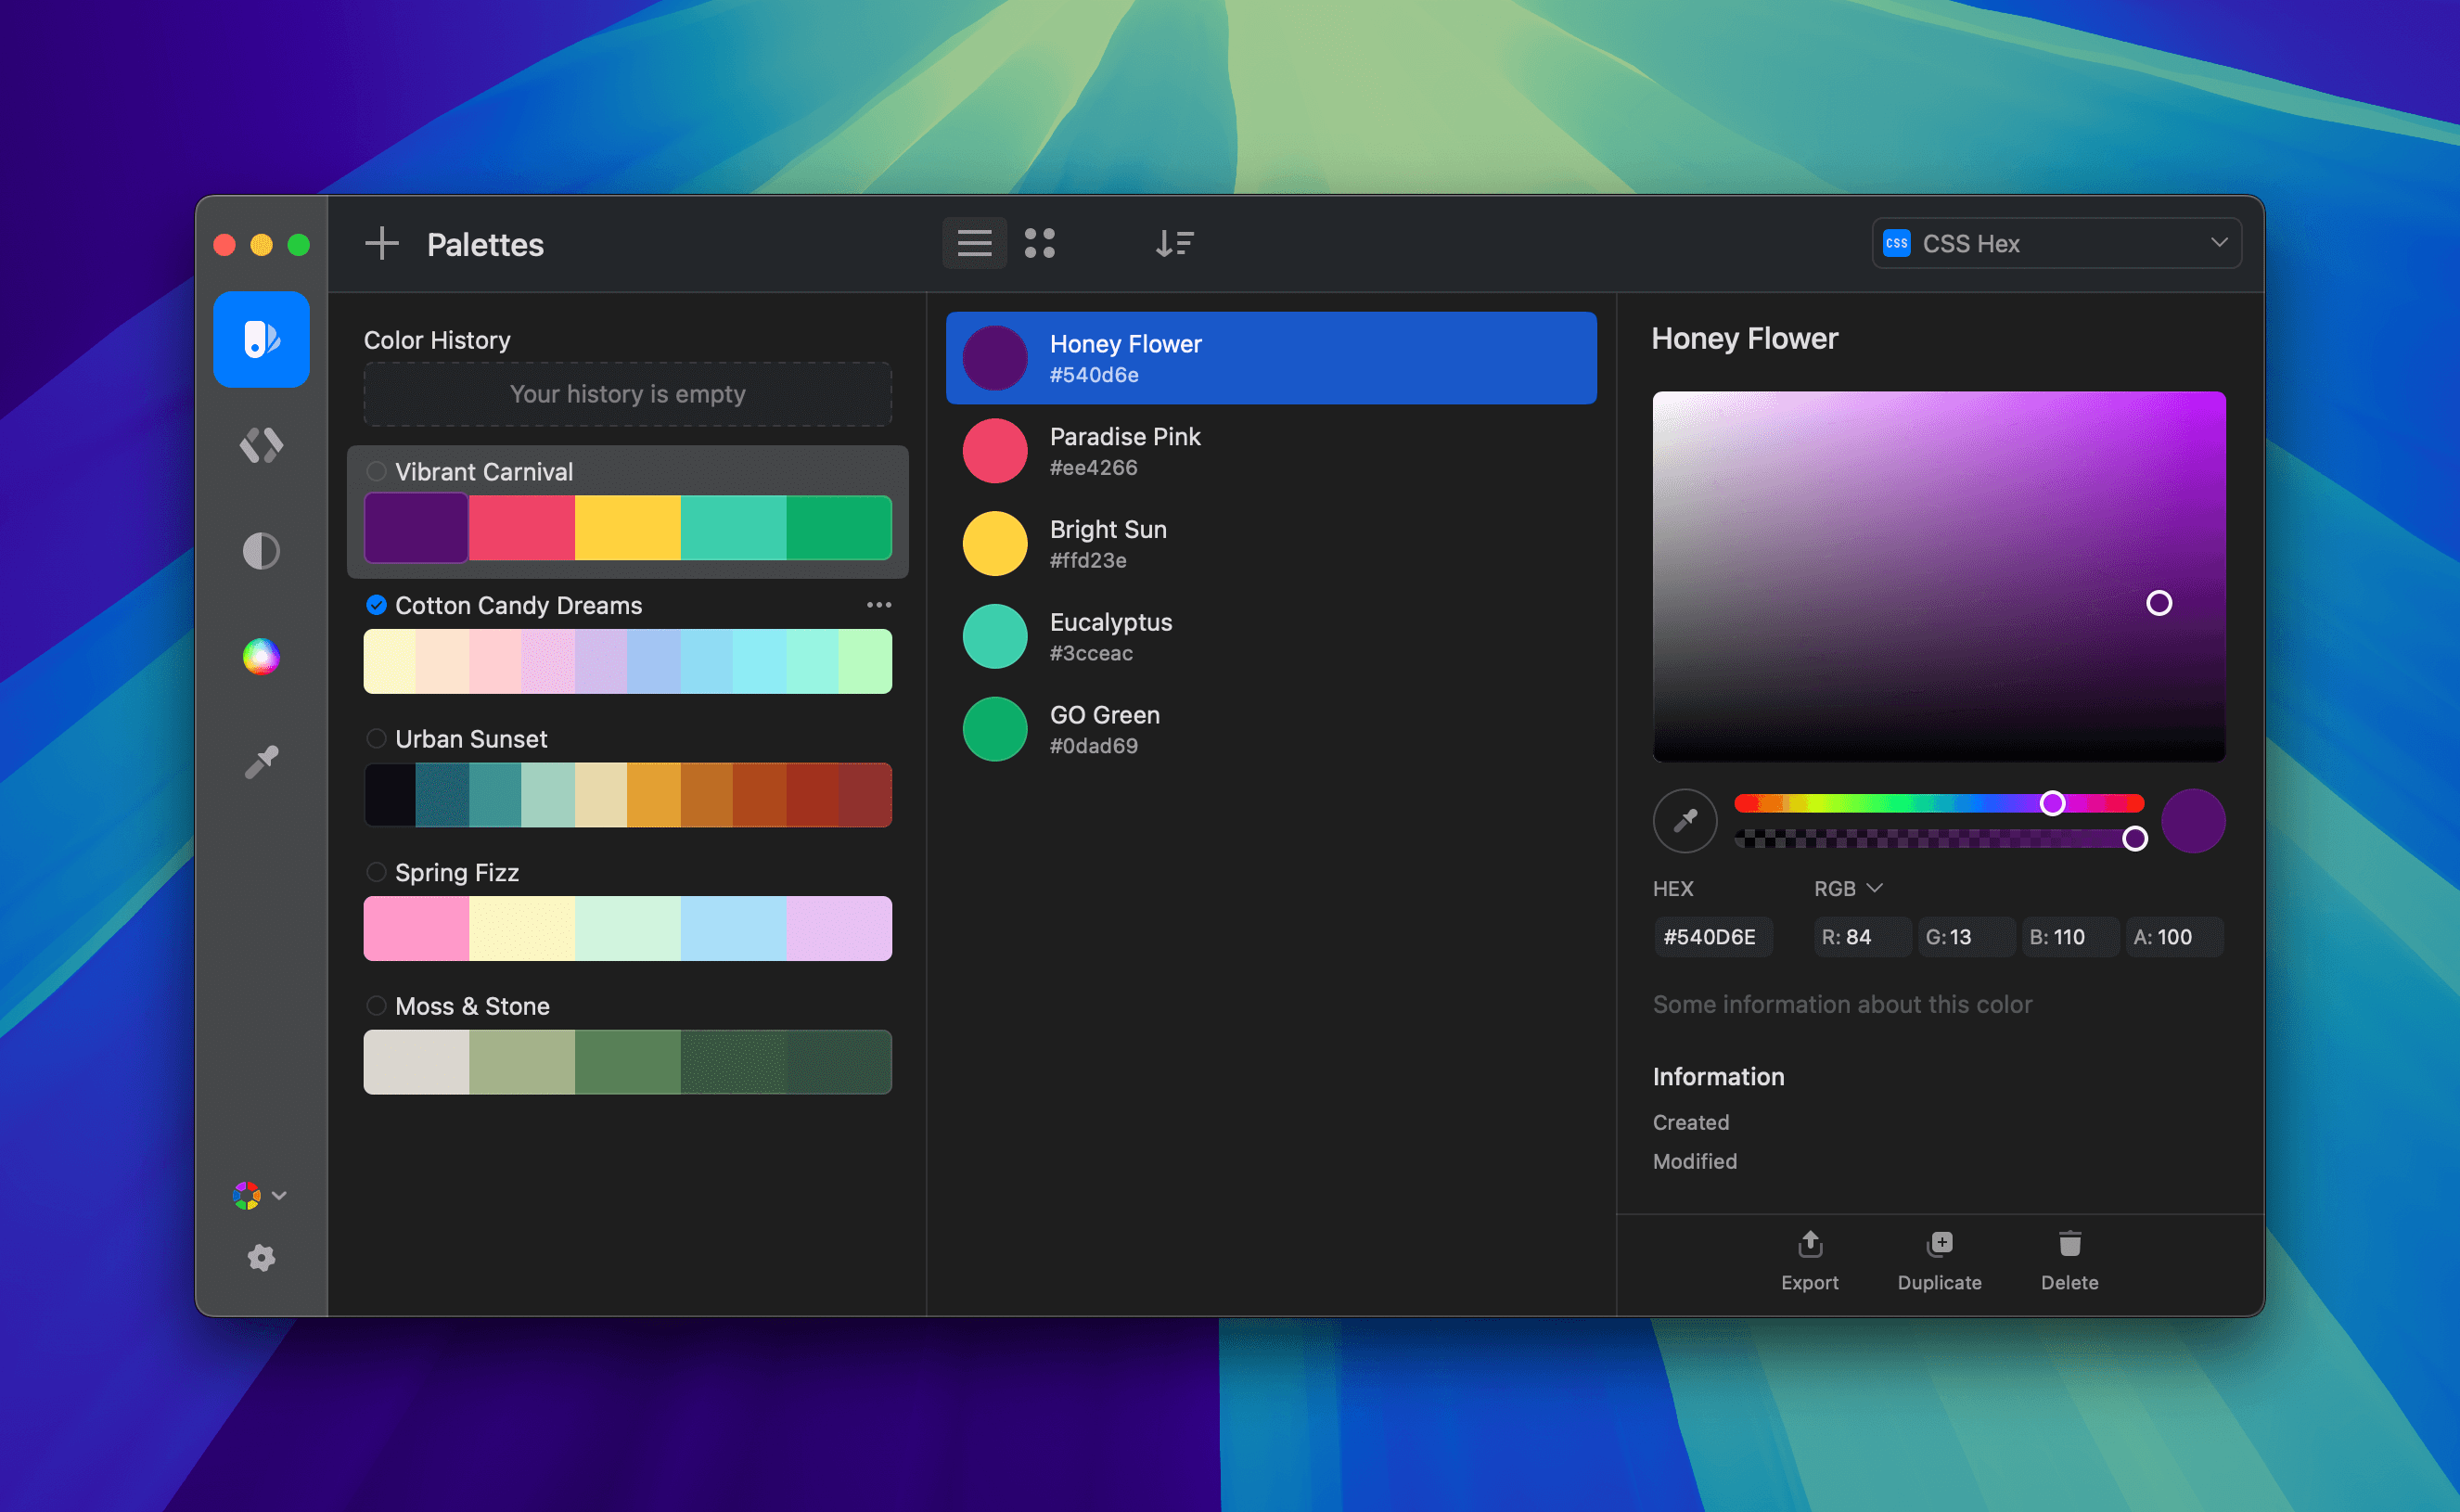 Palettes
CSS CSS Hex
Color History
Your history is empty
Vibrant Carnival
Cotton Candy Dreams
Urban Sunset
Spring Fizz
Moss & Stone
Honey Flower
#540d6e
Paradise Pink
#ee4266
Bright Sun
#ffd23e
Eucalyptus
#3cceac
GO Green
#0dad69
Honey Flower
HEX RGB
#540D6E R: 84 G: 13 B: 110 A: 100
Some information about this color
Information
Created
Modified
Export Duplicate Delete